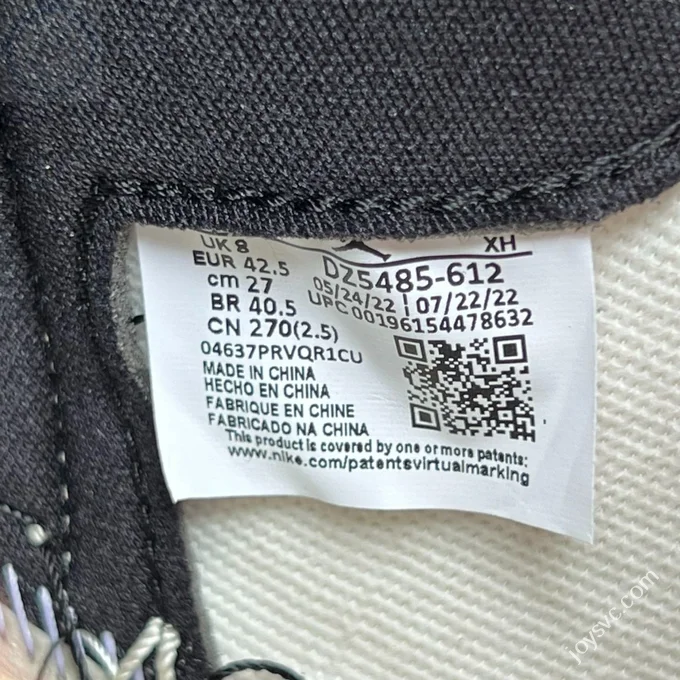 UK 8
EUR 42.5
cm 27
BR 40.5
CN 270(2.5)
XH
DZ5485-612
05/24/22 | 07/22/22
UPC 00196154478632
04637PRVQR1CU
MADE IN CHINA
HECHO EN CHINA
FABRIQUE EN CHINE
FABRICADO NA CHINA
This product is covered by one or more patents:
www.nike.com/patentsvirtualmarking
joysvc.com